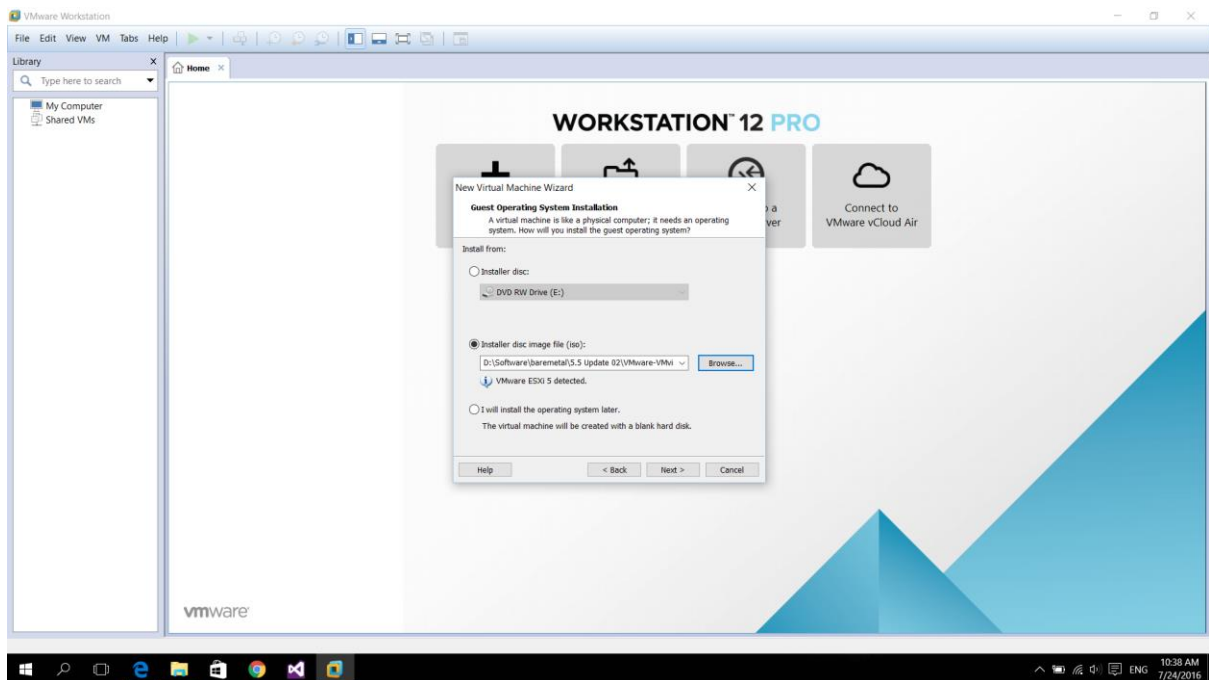 VMware Workstation
File Edit View VM Tabs Help
Library
Type here to search
My Computer
Shared VMs
Home
WORKSTATION™ 12 PRO
a
ver
Connect to
VMware vCloud Air
New Virtual Machine Wizard
Guest Operating System Installation
A virtual machine is like a physical computer; it needs an operating
system. How will you install the guest operating system?
Install from:
Installer disc:
DVD RW Drive (E:)
Installer disc image file (iso):
D:\Software\baremetal\5.5 Update 02\VMware-VMvi
Browse...
VMware ESXi 5 detected.
I will install the operating system later.
The virtual machine will be created with a blank hard disk.
Help < Back Next > Cancel
vmware
ENG
10:38 AM
7/24/2016